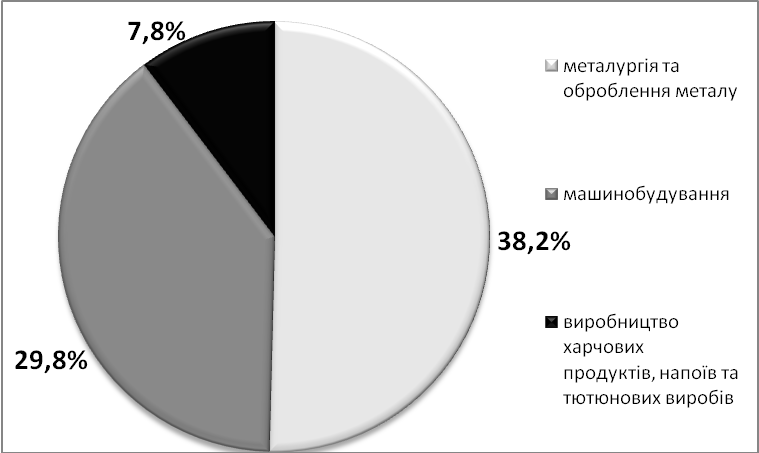 7,8%
металургія та
оброблення металу
машинобудування
38,2%
виробництво
харчових
продуктів, напоїв та
тютюнових виробів
29,8%